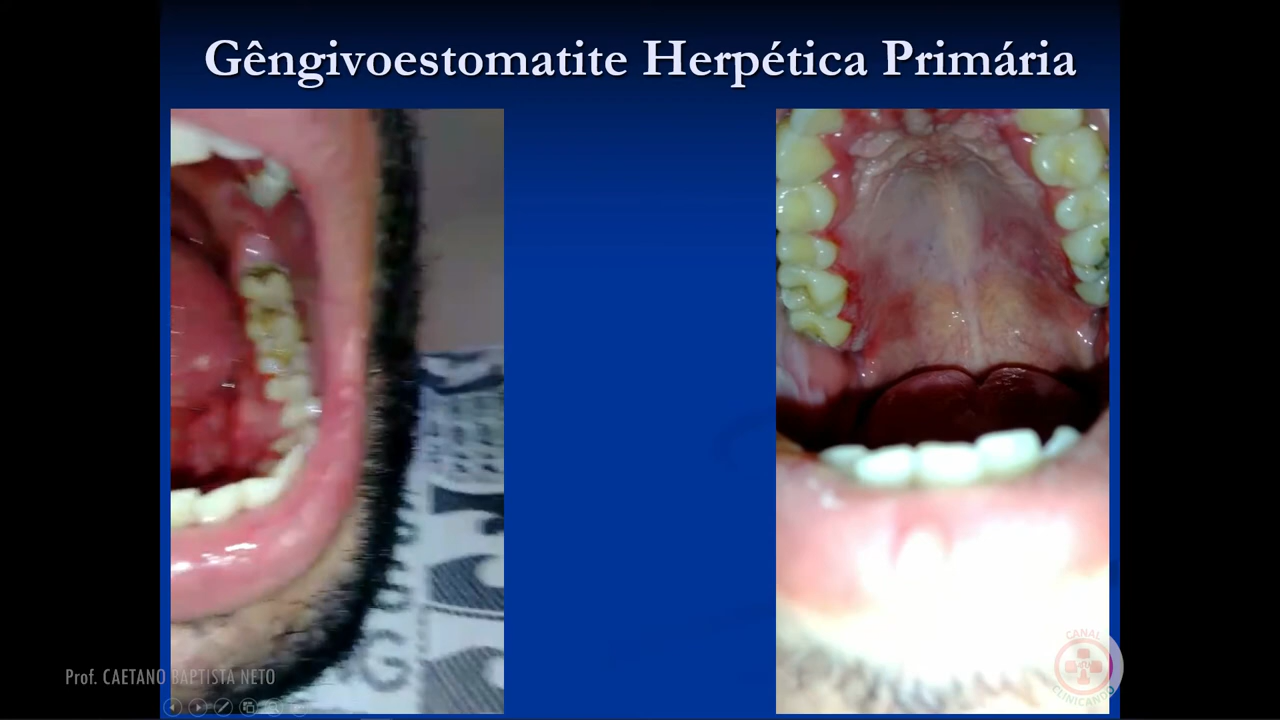 Gêngivoestomatite Herpética Primária
Prof. CAETANO BAPTISTA NETO
CANAL
CLINICANDO